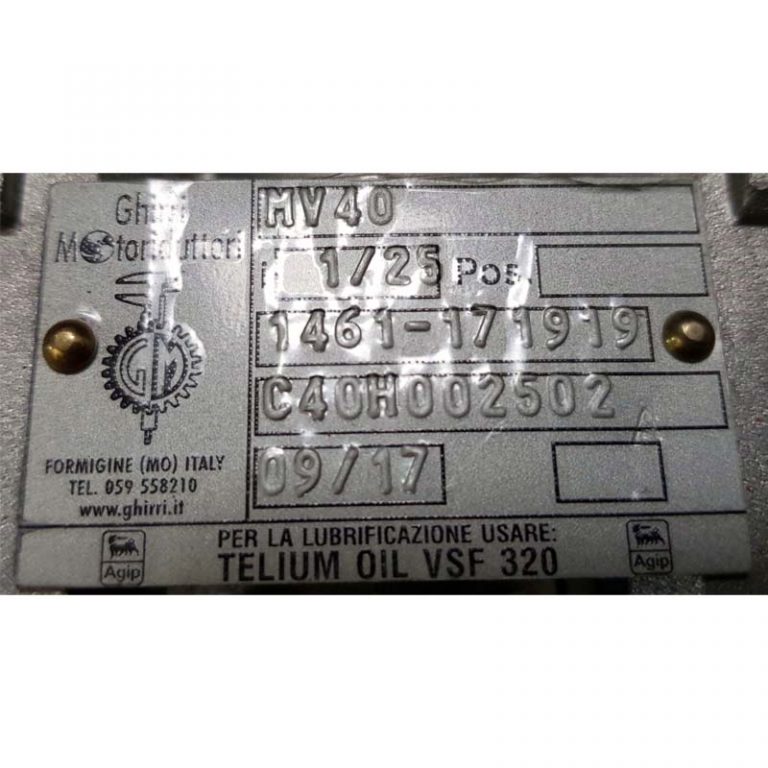 Ghirri
Motoriduttori
FORMIGINE (MO) ITALY
TEL. 059 558210
www.ghirri.it
MV40
1/25 Pos.
1461-171919
C40H002502
09/17
PER LA LUBRIFICAZIONE USARE:
TELIUM OIL VSF 320
Agip
Agip